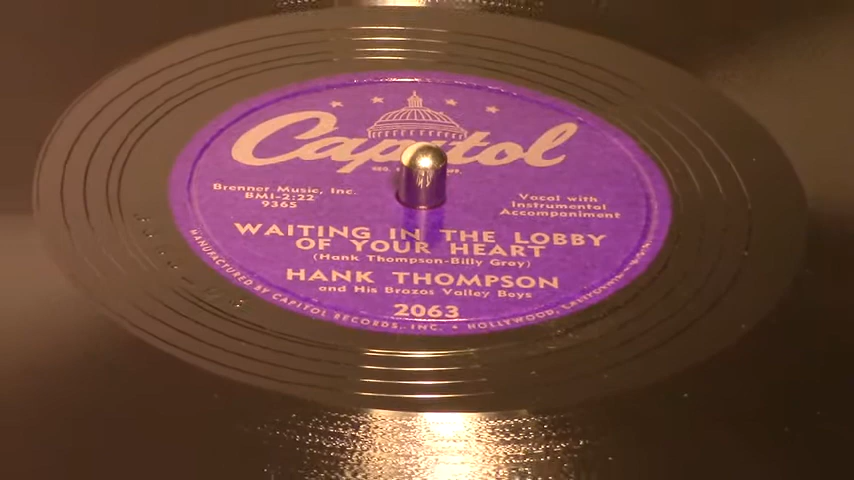 Capitol
Brenner Music, Inc.
BMI-2:22
9365
Vocal with
Instrumental
Accompaniment
WAITING IN THE LOBBY
OF YOUR HEART
(Hank Thompson-Billy Gray)
HANK THOMPSON
and His Brazos Valley Boys
2063
MANUFACTURED BY CAPITOL RECORDS, INC. • HOLLYWOOD,